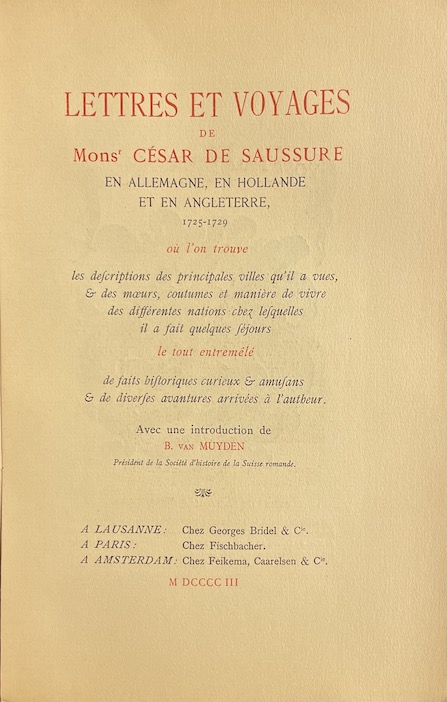 LETTRES ET VOYAGES
DE
Monsʳ CÉSAR DE SAUSSURE
EN ALLEMAGNE, EN HOLLANDE
ET EN ANGLETERRE,
1725-1729
où l'on trouve
les deſcriptions des principales villes qu'il a vues,
& des mœurs, coutumes et manière de vivre
des différentes nations chez leſquelles
il a fait quelques ſéjours
le tout entremêlé
de faits hiſtoriques curieux & amuſans
& de diverſes avantures arrivées à l'autheur.
Avec une introduction de
B. VAN MUYDEN
Président de la Société d'histoire de la Suisse romande.
A LAUSANNE: Chez Georges Bridel & Cⁱᵉ.
A PARIS: Chez Fischbacher.
A AMSTERDAM: Chez Feikema, Caarelsen & Cⁱᵉ.
M DCCCC III